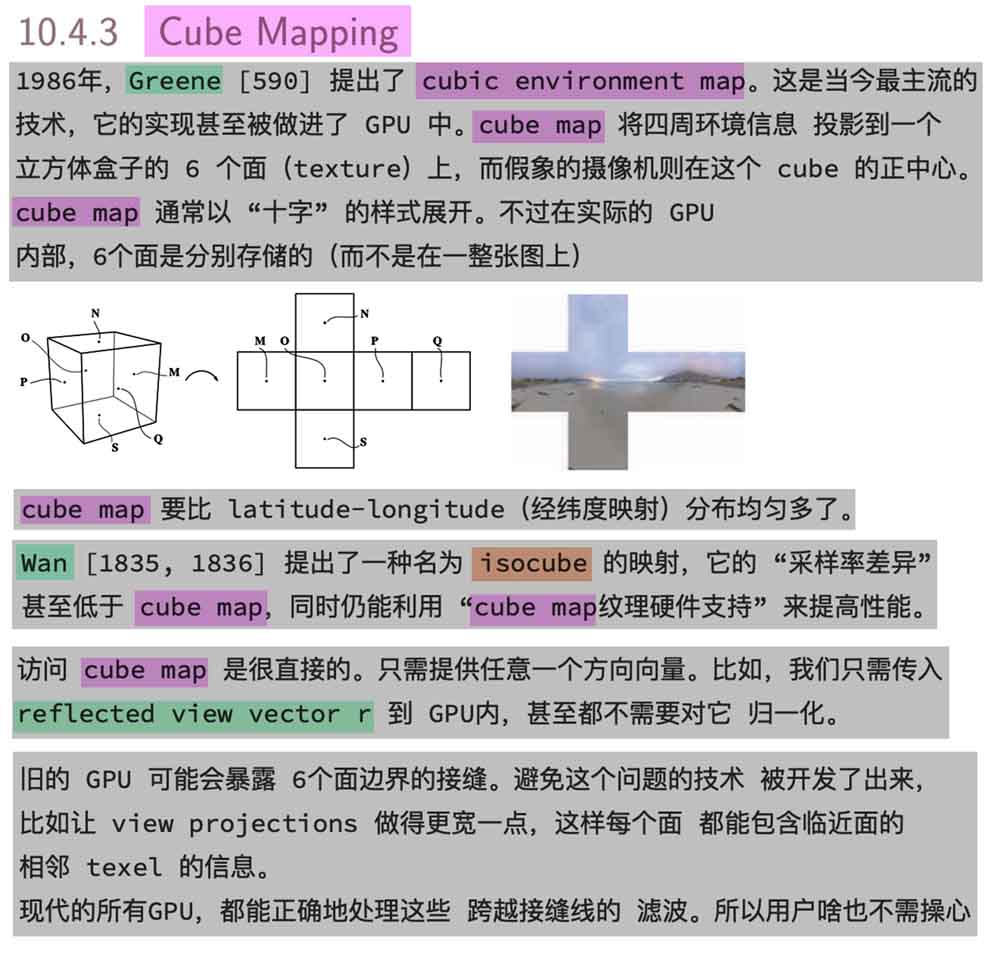 10.4.3 Cube Mapping
1986年，Greene [590] 提出了 cubic environment map。这是当今最主流的
技术，它的实现甚至被做进了 GPU 中。cube map 将四周环境信息 投影到一个
立方体盒子的 6 个面（texture）上，而假象的摄像机则在这个 cube 的正中心。
cube map 通常以 “十字” 的样式展开。不过在实际的 GPU
内部，6个面是分别存储的（而不是在一整张图上）
N
O
P
M
Q
S
N
M O P Q
S
cube map 要比 latitude-longitude（经纬度映射）分布均匀多了。
Wan [1835, 1836] 提出了一种名为 isocube 的映射，它的 “采样率差异”
甚至低于 cube map，同时仍能利用 “cube map纹理硬件支持” 来提高性能。
访问 cube map 是很直接的。只需提供任意一个方向向量。比如，我们只需传入
reflected view vector r 到 GPU内，甚至都不需要对它 归一化。
旧的 GPU 可能会暴露 6个面边界的接缝。避免这个问题的技术 被开发了出来，
比如让 view projections 做得更宽一点，这样每个面 都能包含临近面的
相邻 texel 的信息。
现代的所有GPU，都能正确地处理这些 跨越接缝线的 滤波。所以用户啥也不需操心